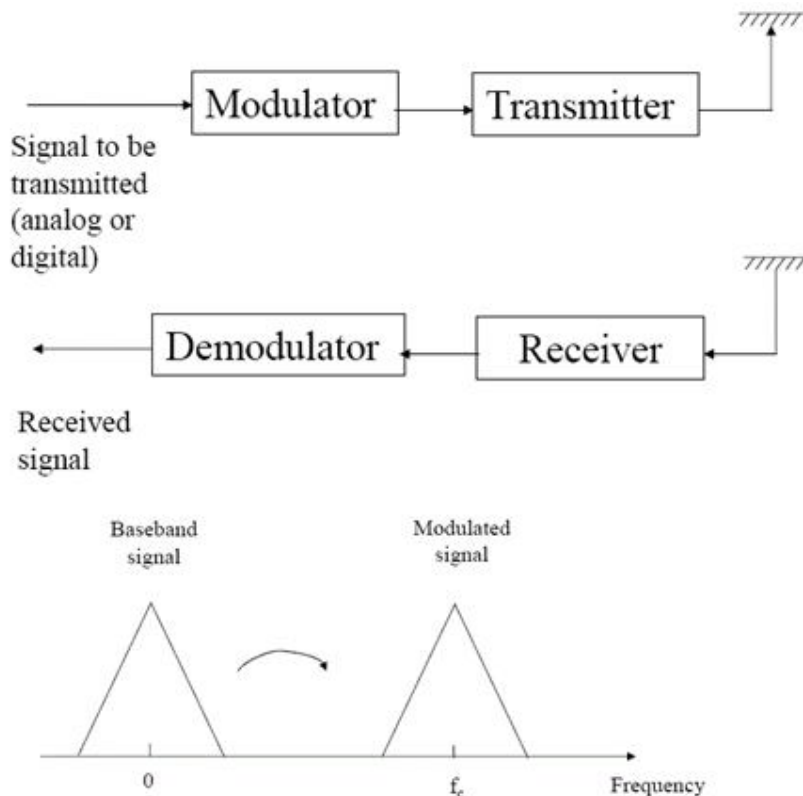 Modulator
Transmitter
Signal to be
transmitted
(analog or
digital)
Demodulator
Receiver
Received
signal
Baseband
signal
Modulated
signal
0
fc
Frequency